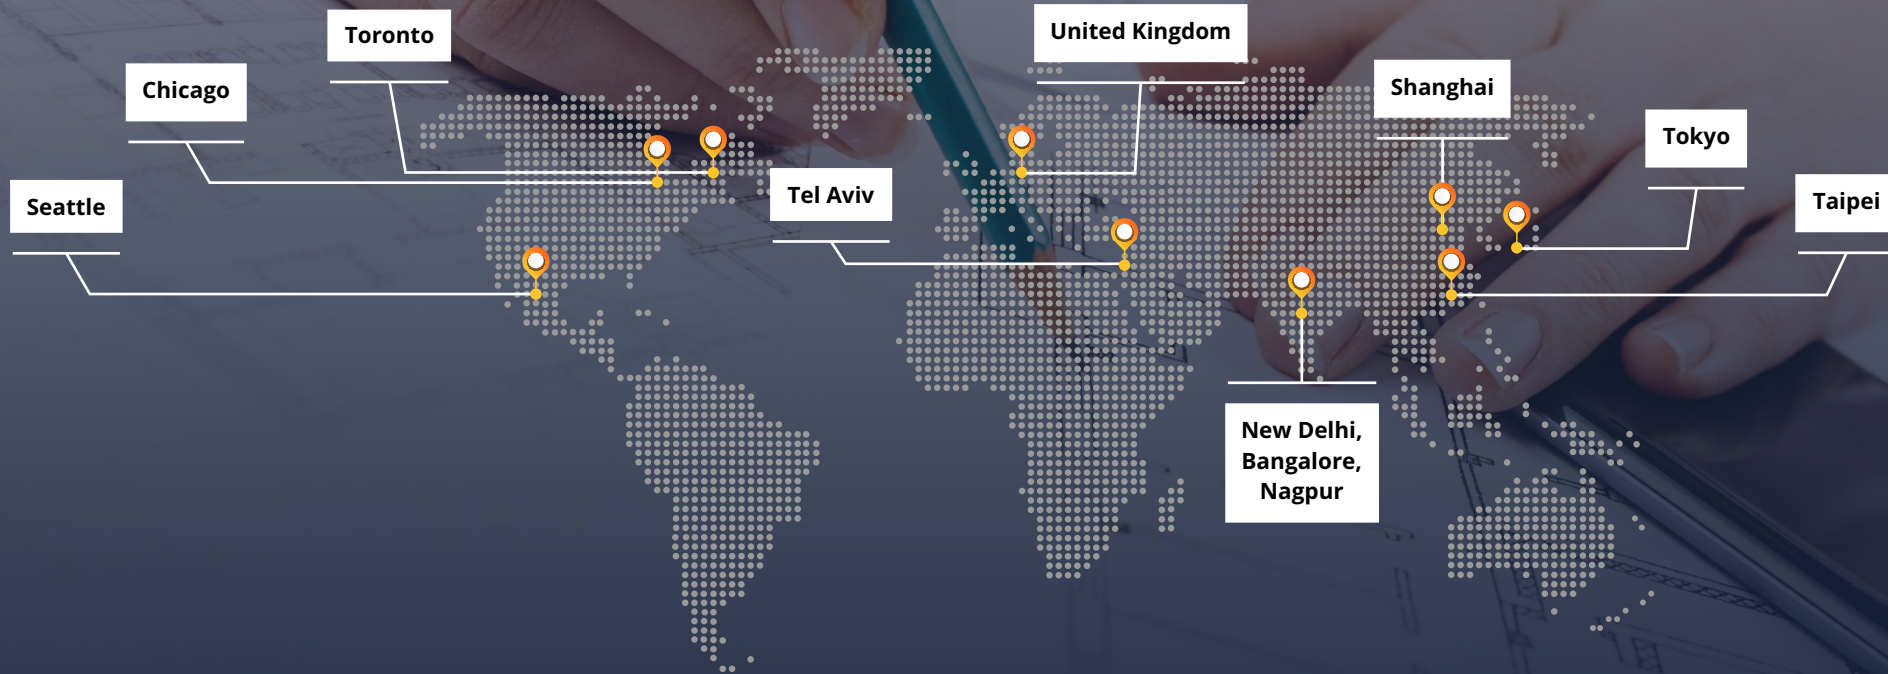 Toronto
United Kingdom
Chicago
Shanghai
Tokyo
Seattle
Tel Aviv
Taipei
New Delhi,
Bangalore,
Nagpur